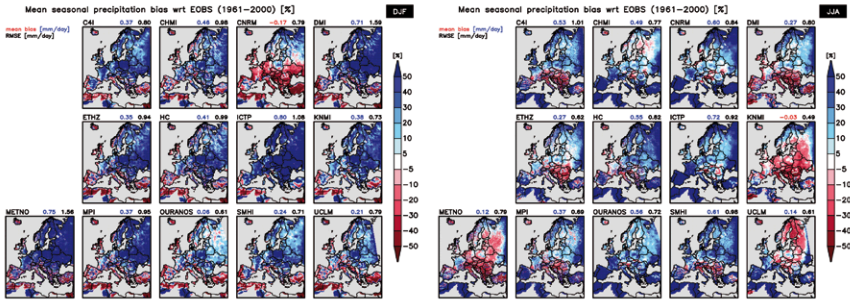 Mean seasonal precipitation bias wrt EOBS (1961-2000) [%]
DJF
mean bias [mm/day]
RMSE [mm/day]
C4I 0.37 0.80
CHMI 0.48 0.88
CNRM -0.17 0.79
DMI 0.71 1.59
[%]
50
40
30
20
10
5
-5
-10
-20
-30
-40
-50
ETHZ 0.35 0.94
HC 0.41 0.99
ICTP 0.80 1.08
KNMI 0.38 0.73
METNO 0.75 1.56
MPI 0.37 0.95
OURANOS 0.08 0.61
SMHI 0.24 0.71
UCLM 0.21 0.79
Mean seasonal precipitation bias wrt EOBS (1961-2000) [%]
JJA
mean bias [mm/day]
RMSE [mm/day]
C4I 0.53 1.01
CHMI 0.49 0.77
CNRM 0.60 0.84
DMI 0.27 0.80
[%]
50
40
30
20
10
5
-5
-10
-20
-30
-40
-50
ETHZ 0.27 0.62
HC 0.55 0.82
ICTP 0.72 0.92
KNMI -0.03 0.49
METNO 0.12 0.79
MPI 0.37 0.69
OURANOS 0.58 0.72
SMHI 0.61 0.86
UCLM 0.14 0.61